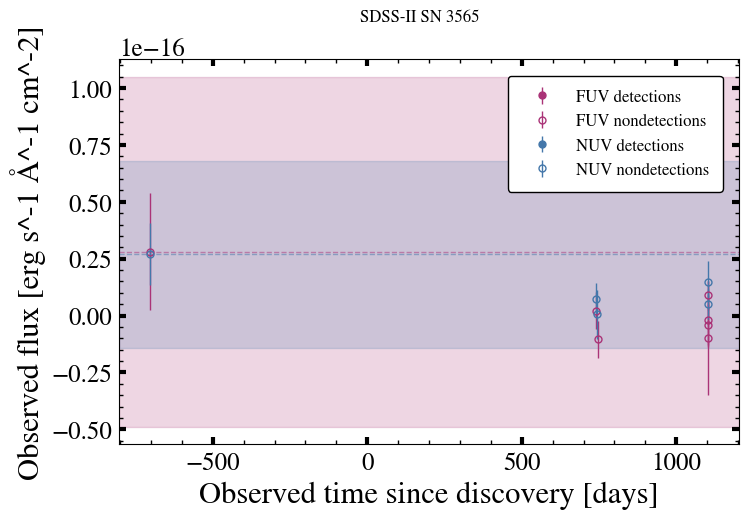 SDSS-II SN 3565
1e−16
1.00
0.75
0.50
0.25
0.00
−0.25
−0.50
Observed flux [erg s^-1 Å^-1 cm^-2]
FUV detections
FUV nondetections
NUV detections
NUV nondetections
−500
0
500
1000
Observed time since discovery [days]